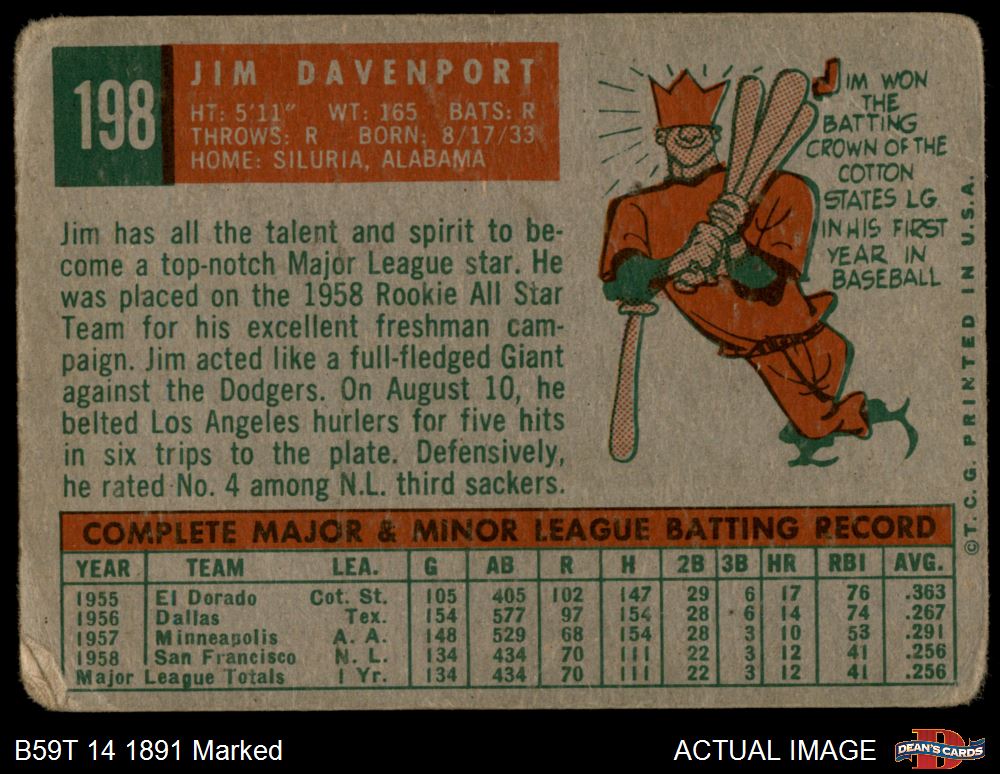 198
JIM DAVENPORT
HT: 5'11" WT: 165 BATS: R
THROWS: R BORN: 8/17/33
HOME: SILURIA, ALABAMA
Jim has all the talent and spirit to be-
come a top-notch Major League star. He
was placed on the 1958 Rookie All Star
Team for his excellent freshman cam-
paign. Jim acted like a full-fledged Giant
against the Dodgers. On August 10, he
belted Los Angeles hurlers for five hits
in six trips to the plate. Defensively,
he rated No. 4 among N.L. third sackers.
JIM WON
THE
BATTING
CROWN OF THE
COTTON
STATES LG.
IN HIS FIRST
YEAR IN
BASEBALL
©T.C.G. PRINTED IN U.S.A.
COMPLETE MAJOR & MINOR LEAGUE BATTING RECORD
YEAR TEAM LEA. G AB R H 2B 3B HR RBI AVG.
1955 El Dorado Cot. St. 105 405 102 147 29 6 17 76 .363
1956 Dallas Tex. 154 577 97 154 28 6 14 74 .267
1957 Minneapolis A. A. 148 529 68 154 28 3 10 53 .291
1958 San Francisco N. L. 134 434 70 111 22 3 12 41 .256
Major League Totals 1 Yr. 134 434 70 111 22 3 12 41 .256
B59T 14 1891 Marked
ACTUAL IMAGE
D
DEAN'S CARDS